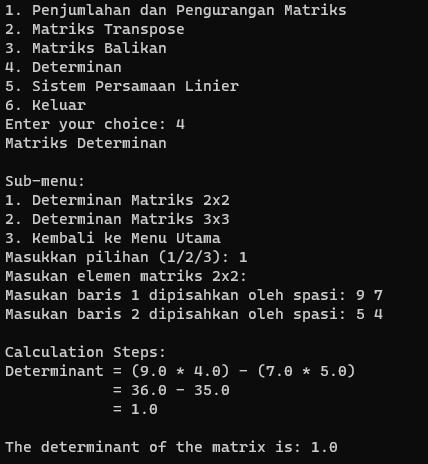 1. Penjumlahan dan Pengurangan Matriks
2. Matriks Transpose
3. Matriks Balikan
4. Determinan
5. Sistem Persamaan Linier
6. Keluar
Enter your choice: 4
Matriks Determinan

Sub-menu:
1. Determinan Matriks 2x2
2. Determinan Matriks 3x3
3. Kembali ke Menu Utama
Masukkan pilihan (1/2/3): 1
Masukan elemen matriks 2x2:
Masukan baris 1 dipisahkan oleh spasi: 9 7
Masukan baris 2 dipisahkan oleh spasi: 5 4

Calculation Steps:
Determinant = (9.0 * 4.0) - (7.0 * 5.0)
            = 36.0 - 35.0
            = 1.0

The determinant of the matrix is: 1.0